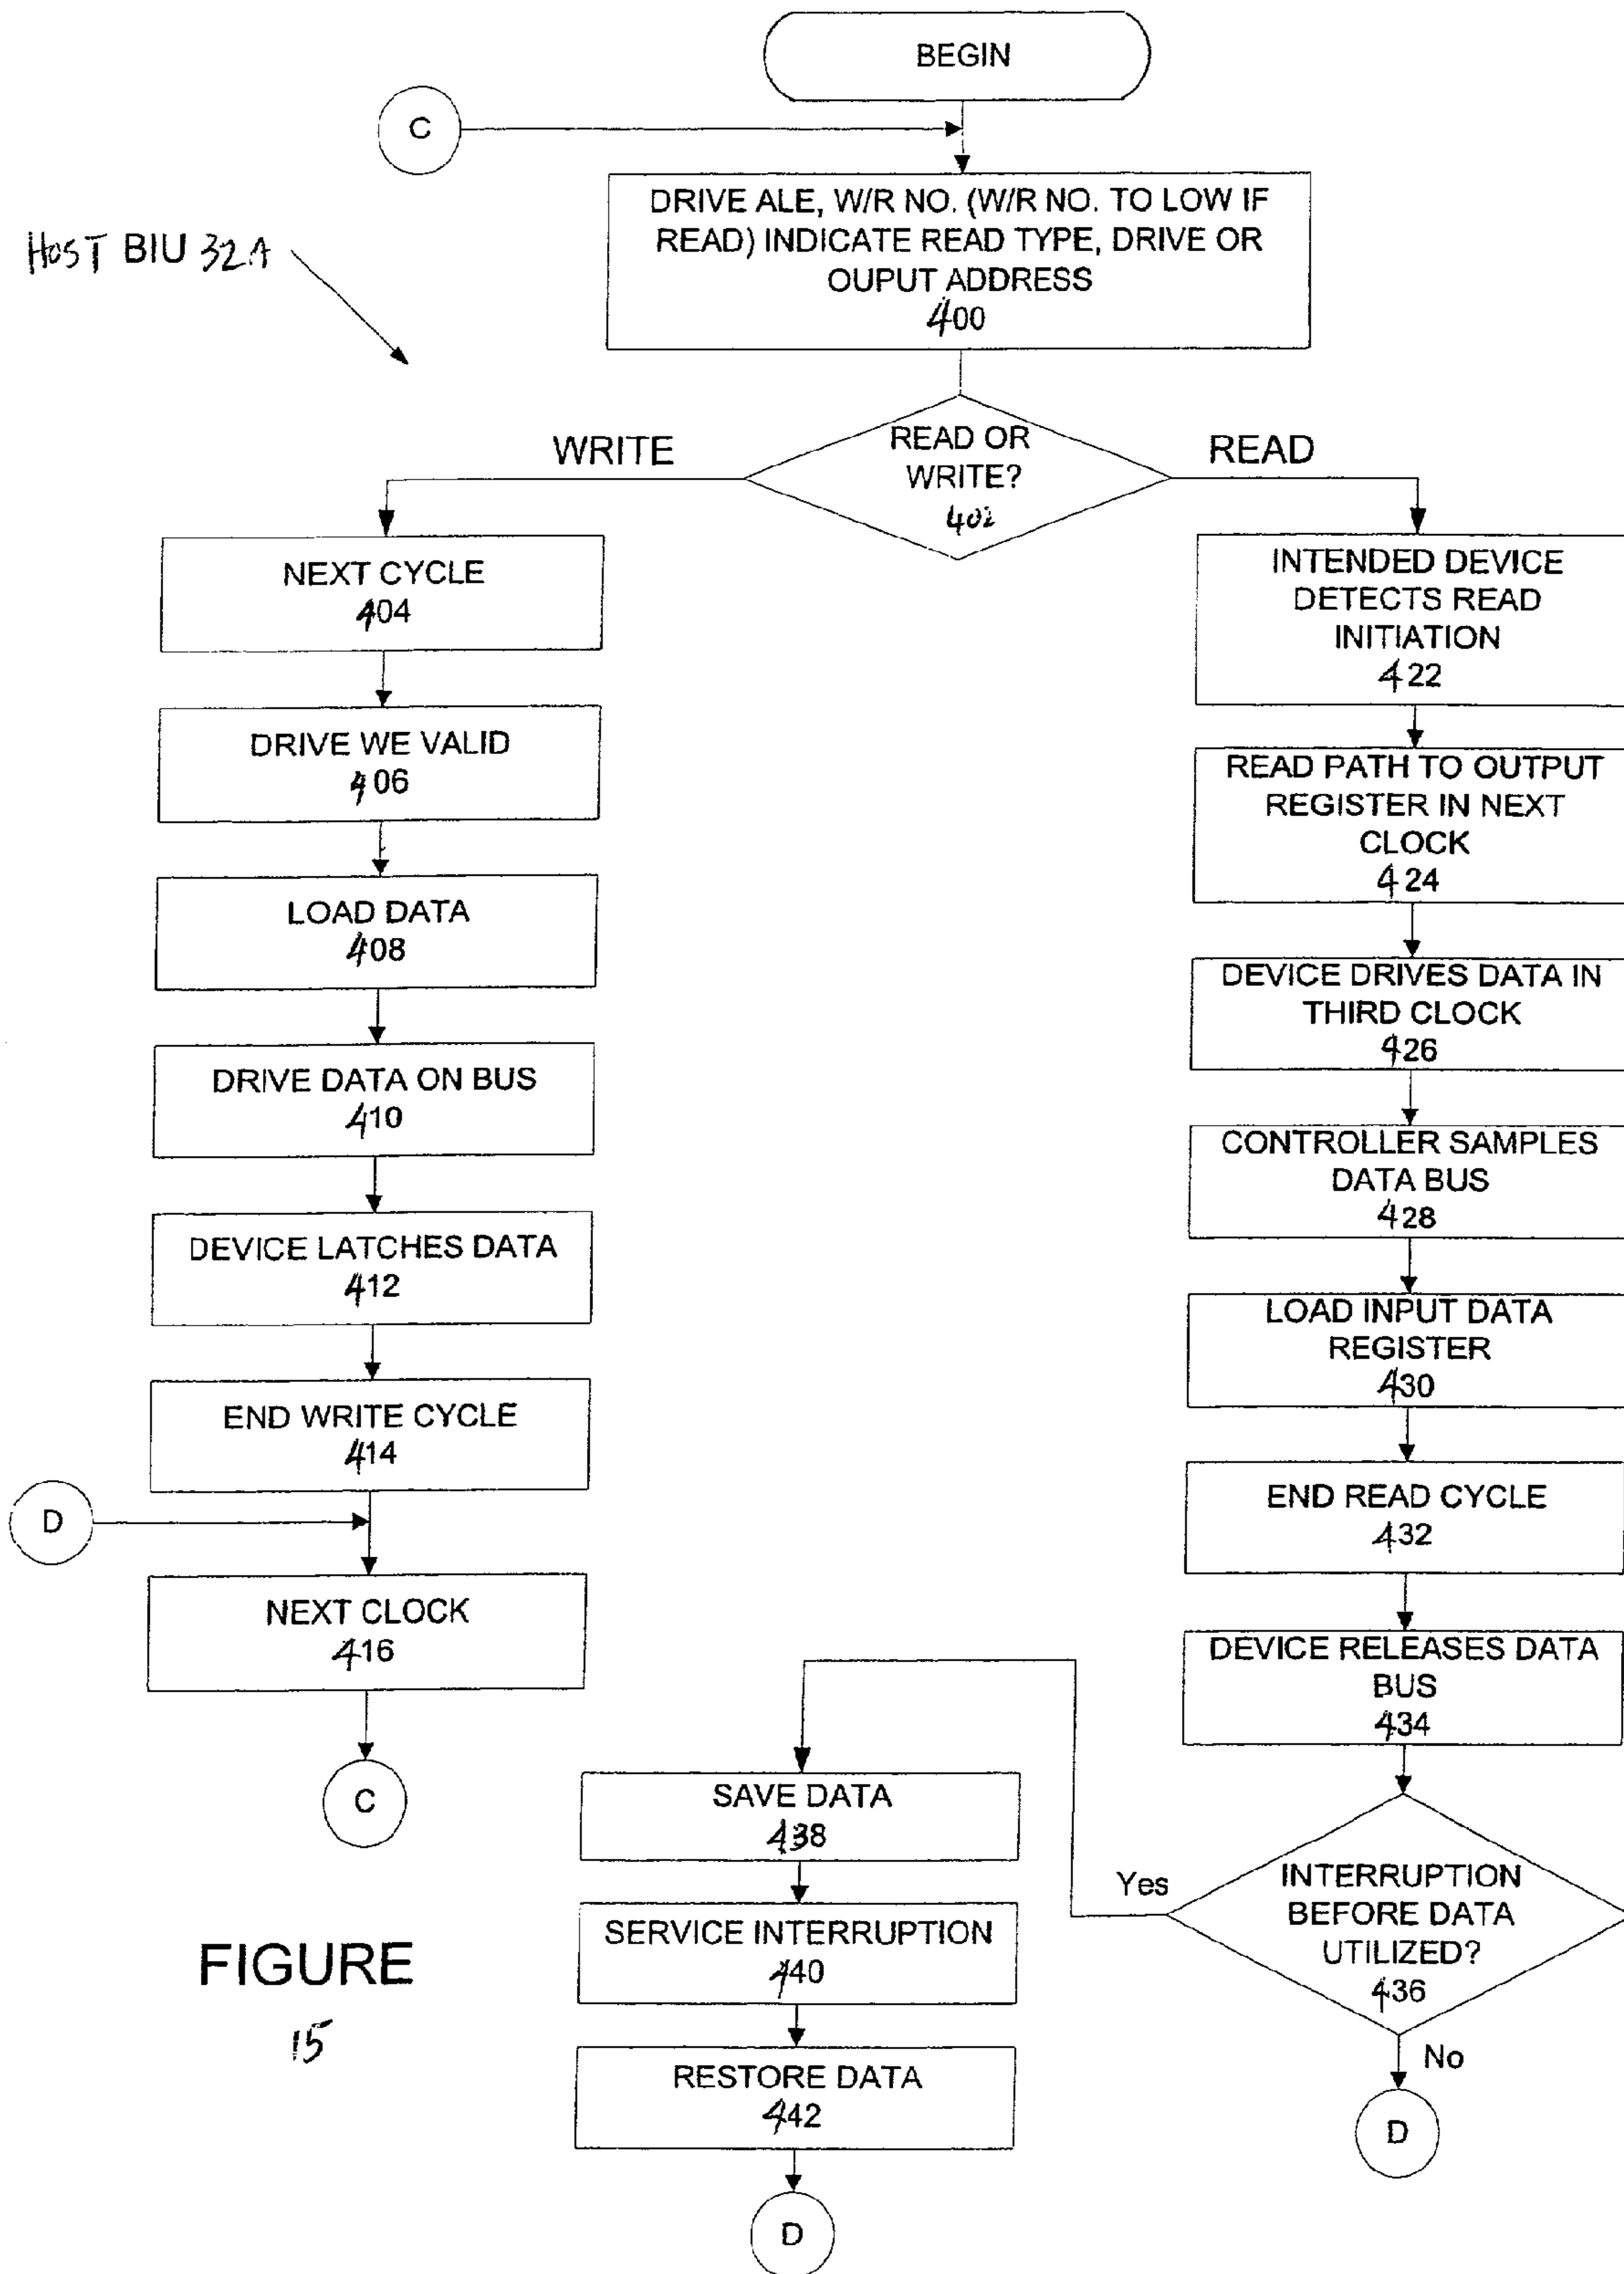 BEGIN
C
DRIVE ALE, W/R NO. (W/R NO. TO LOW IF
READ) INDICATE READ TYPE, DRIVE OR
OUPUT ADDRESS
400
HOST BIU 32A
READ OR
WRITE?
402
WRITE
READ
NEXT CYCLE
404
DRIVE WE VALID
406
LOAD DATA
408
DRIVE DATA ON BUS
410
DEVICE LATCHES DATA
412
END WRITE CYCLE
414
D
NEXT CLOCK
416
C
INTENDED DEVICE
DETECTS READ
INITIATION
422
READ PATH TO OUTPUT
REGISTER IN NEXT
CLOCK
424
DEVICE DRIVES DATA IN
THIRD CLOCK
426
CONTROLLER SAMPLES
DATA BUS
428
LOAD INPUT DATA
REGISTER
430
END READ CYCLE
432
DEVICE RELEASES DATA
BUS
434
INTERRUPTION
BEFORE DATA
UTILIZED?
436
Yes
No
D
SAVE DATA
438
SERVICE INTERRUPTION
440
RESTORE DATA
442
D
FIGURE
15